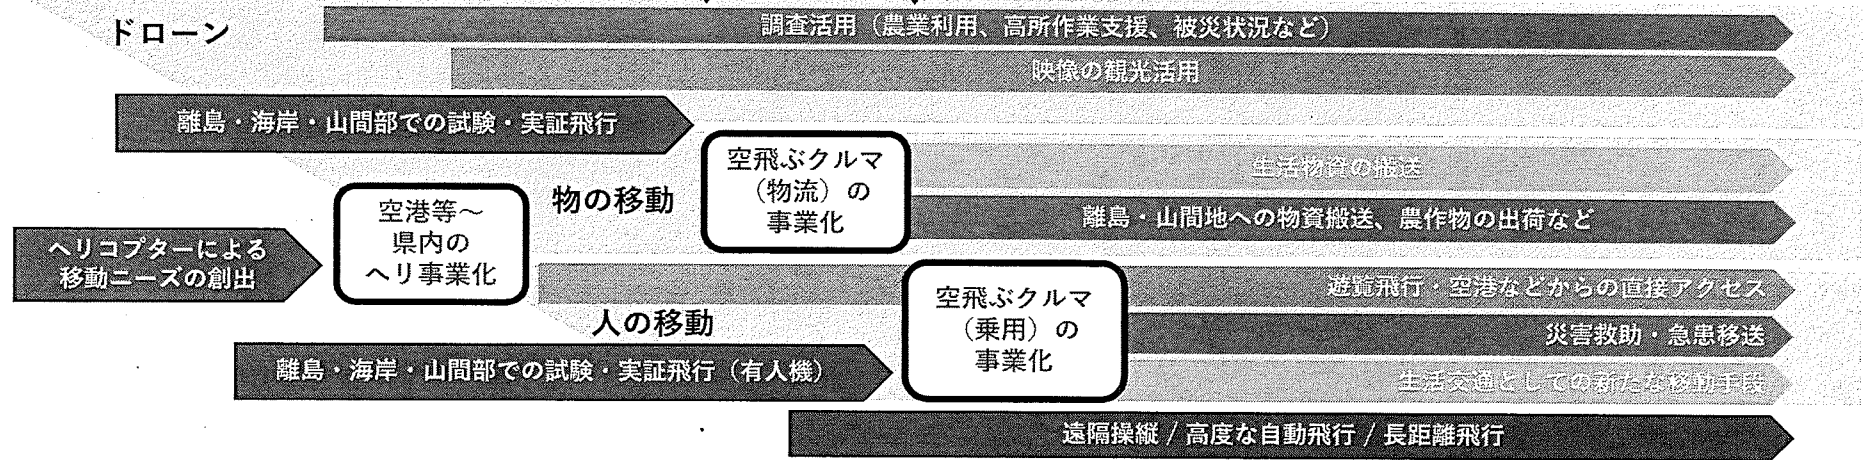 ドローン
調査活用（農業利用、高所作業支援、被災状況など）
映像の観光活用
離島・海岸・山間部での試験・実証飛行
空飛ぶクルマ
（物流）の
事業化
生活物資の搬送
物の移動
離島・山間地への物資搬送、農作物の出荷など
空港等～
県内の
ヘリ事業化
ヘリコプターによる
移動ニーズの創出
遊覧飛行・空港などからの直接アクセス
空飛ぶクルマ
（乗用）の
事業化
人の移動
災害救助・急患移送
離島・海岸・山間部での試験・実証飛行（有人機）
生活交通としての新たな移動手段
遠隔操縦 / 高度な自動飛行 / 長距離飛行